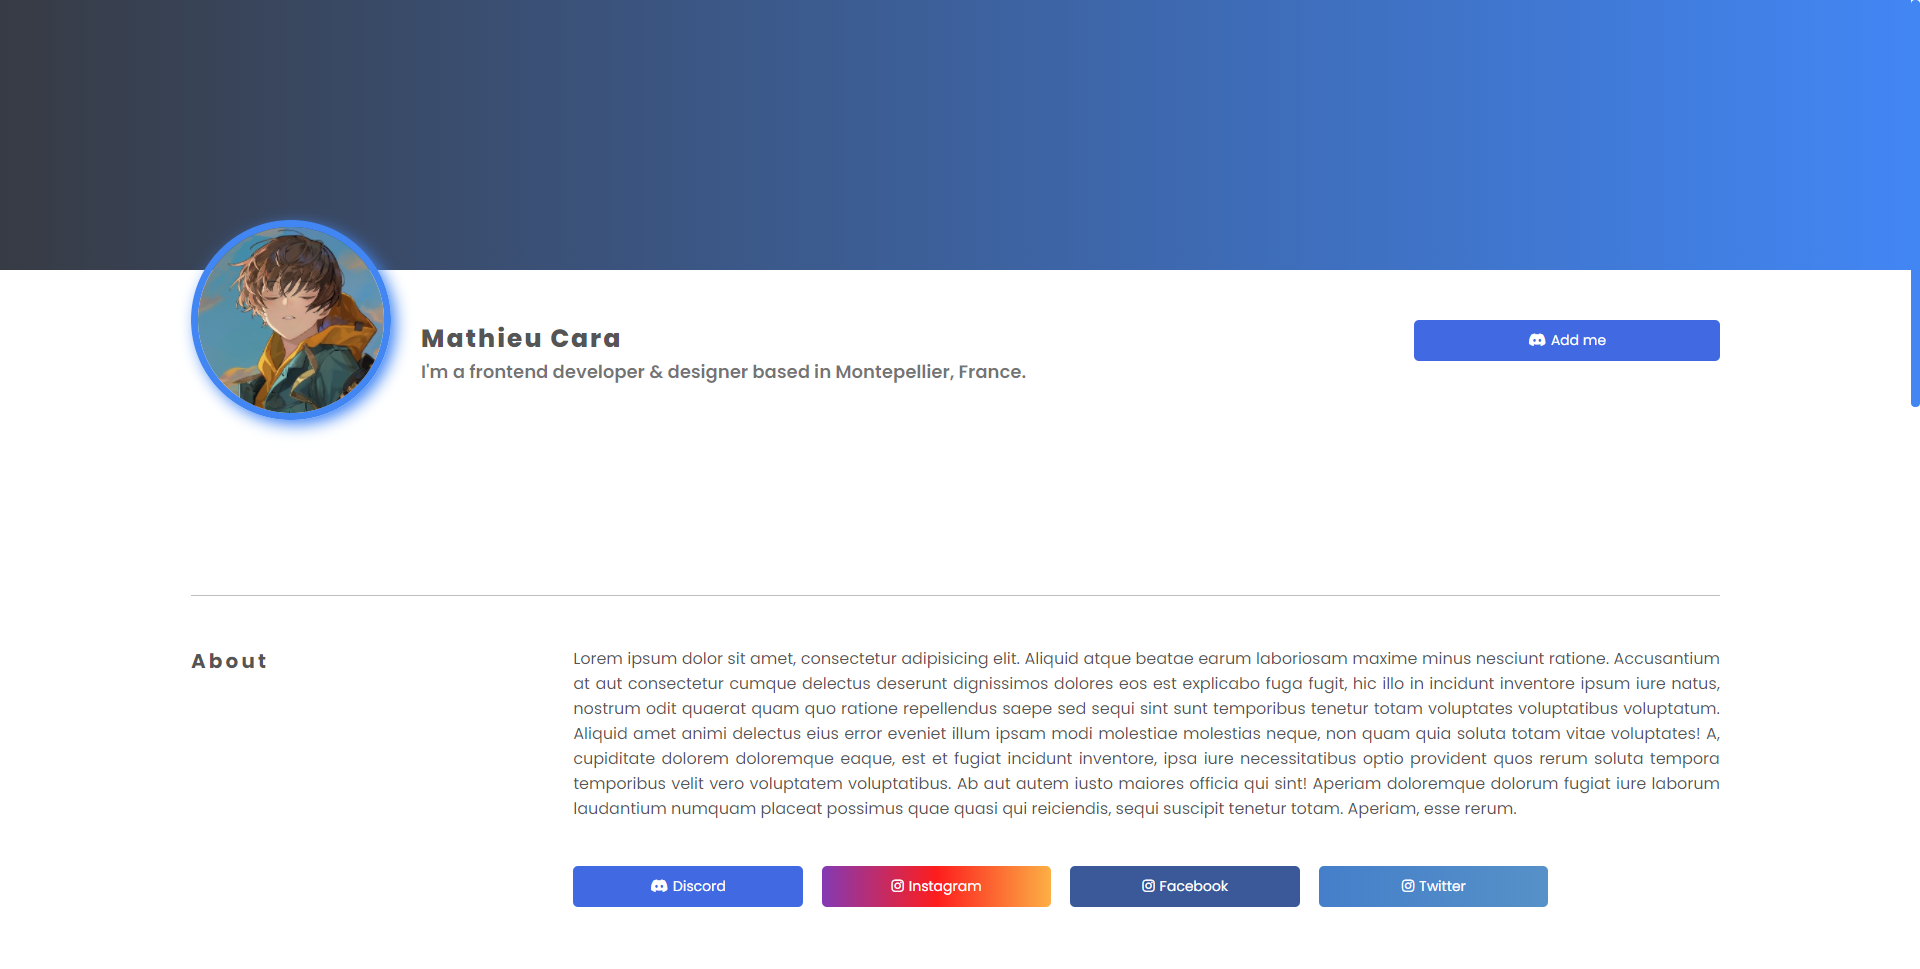 Mathieu Cara
I'm a frontend developer & designer based in Montepellier, France.
Add me
About
Lorem ipsum dolor sit amet, consectetur adipisicing elit. Aliquid atque beatae earum laboriosam maxime minus nesciunt ratione. Accusantium
at aut consectetur cumque delectus deserunt dignissimos dolores eos est explicabo fuga fugit, hic illo in incidunt inventore ipsum iure natus,
nostrum odit quaerat quam quo ratione repellendus saepe sed sequi sint sunt temporibus tenetur totam voluptates voluptatibus voluptatum.
Aliquid amet animi delectus eius error eveniet illum ipsam modi molestiae molestias neque, non quam quia soluta totam vitae voluptates! A,
cupiditate dolorem doloremque eaque, est et fugiat incidunt inventore, ipsa iure necessitatibus optio provident quos rerum soluta tempora
temporibus velit vero voluptatem voluptatibus. Ab aut autem iusto maiores officia qui sint! Aperiam doloremque dolorum fugiat iure laborum
laudantium numquam placeat possimus quae quasi qui reiciendis, sequi suscipit tenetur totam. Aperiam, esse rerum.
Discord
Instagram
Facebook
Twitter